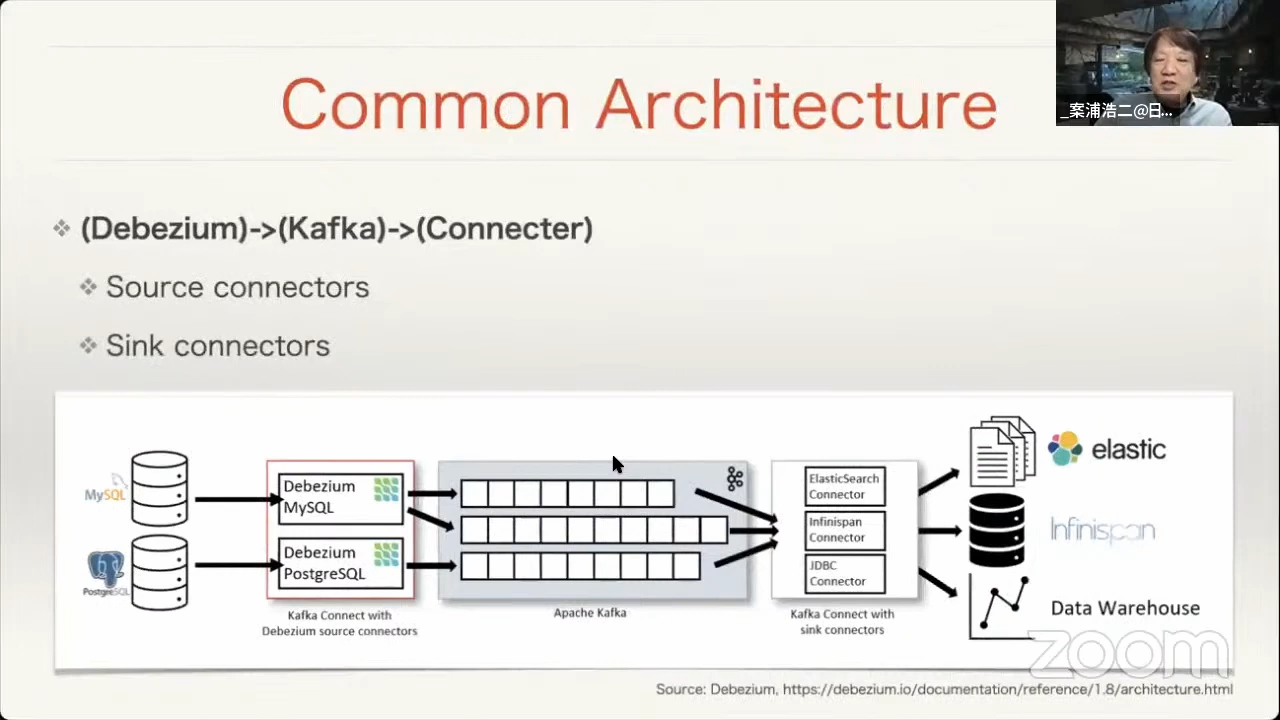 Common Architecture
_案浦浩二@日...
(Debezium)->(Kafka)->(Connecter)
Source connectors
Sink connectors
MySQL
PostgreSQL
Debezium
MySQL
Debezium
PostgreSQL
Kafka Connect with
Debezium source connectors
Apache Kafka
ElasticSearch
Connector
Infinispan
Connector
JDBC
Connector
Kafka Connect with
sink connectors
elastic
Infinispan
Data Warehouse
zoom
Source: Debezium, https://debezium.io/documentation/reference/1.8/architecture.html